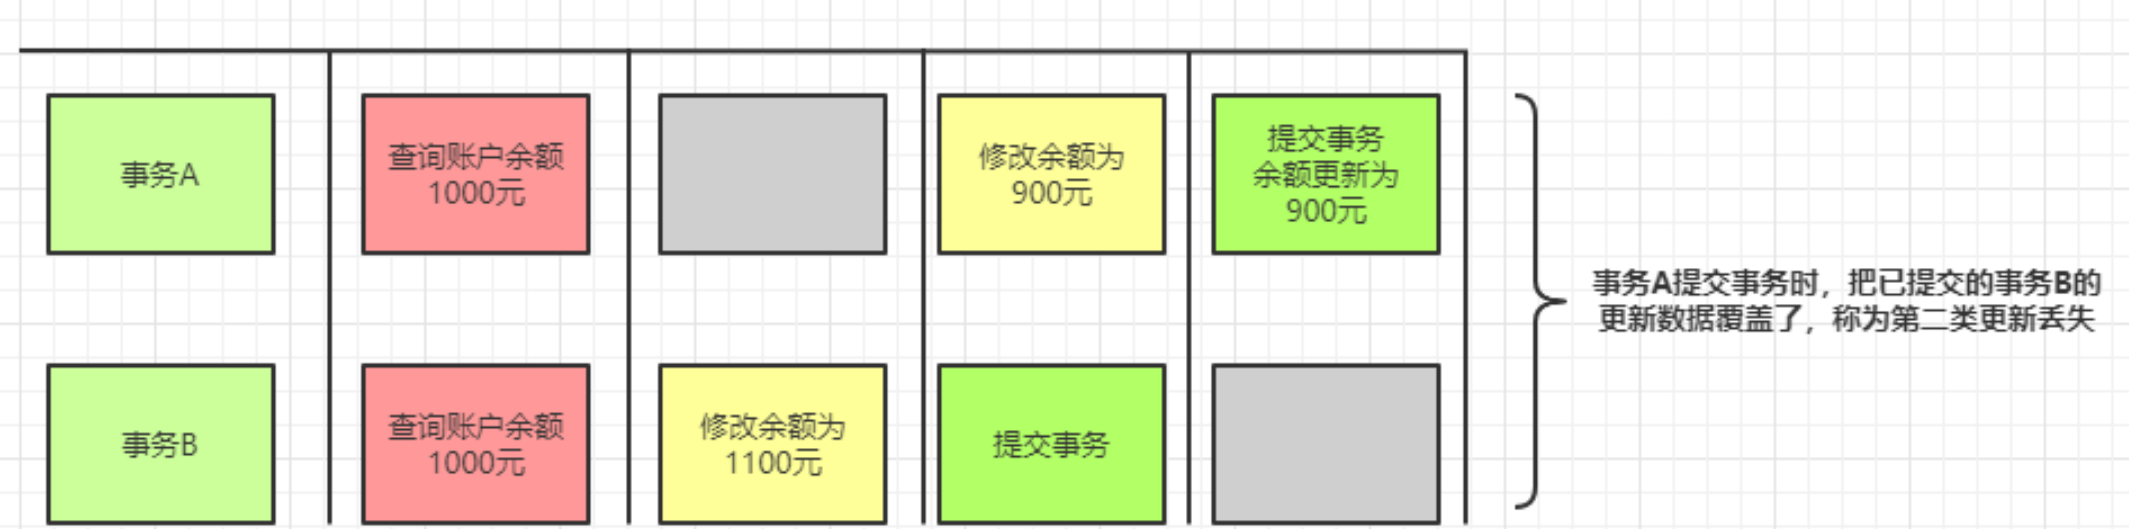 事务A
查询账户余额
1000元
修改余额为
900元
提交事务
余额更新为
900元
事务A提交事务时，把已提交的事务B的
更新数据覆盖了，称为第二类更新丢失
事务B
查询账户余额
1000元
修改余额为
1100元
提交事务